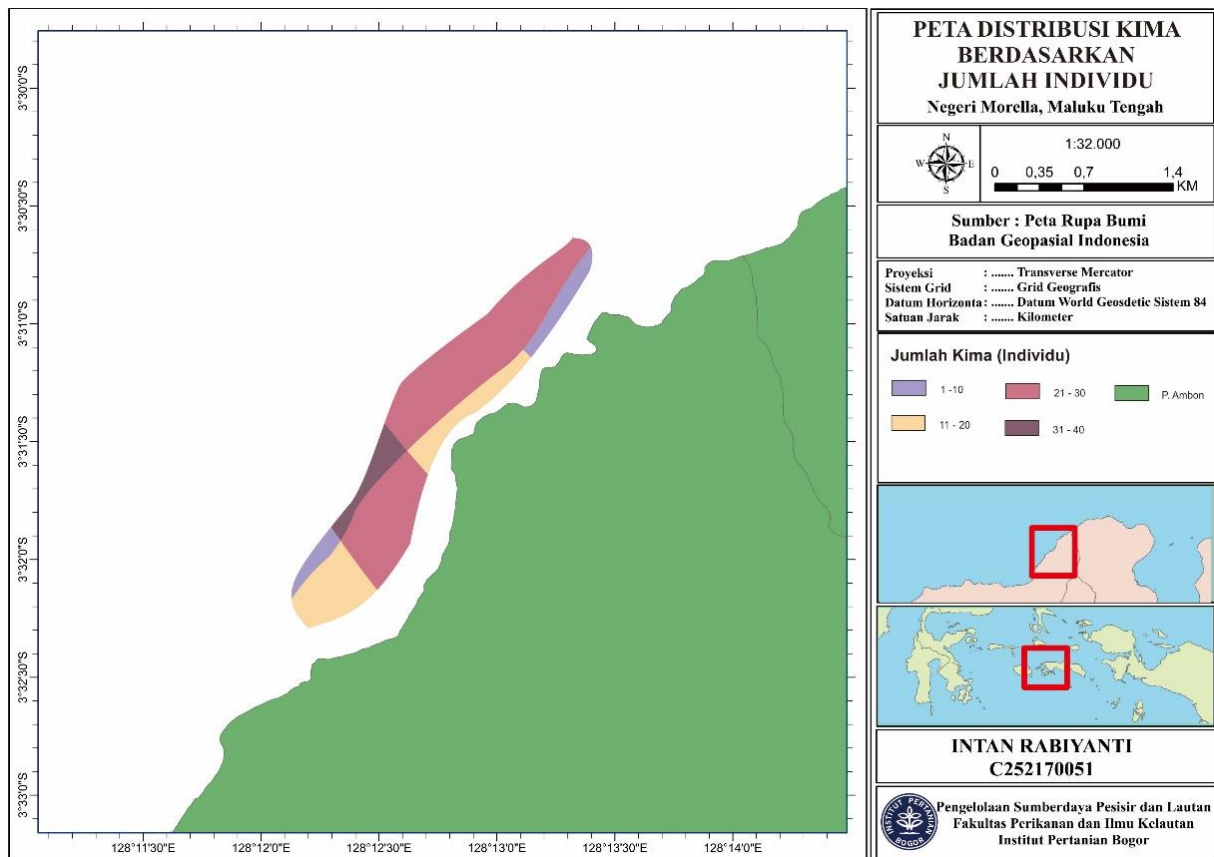 PETA DISTRIBUSI KIMA
BERDASARKAN
JUMLAH INDIVIDU
Negeri Morella, Maluku Tengah
N
W
E
S
1:32.000
0 0,35 0,7 1,4
KM
Sumber : Peta Rupa Bumi
Badan Geopasial Indonesia
Proyeksi : ...... Transverse Mercator
Sistem Grid : ...... Grid Geografis
Datum Horizonta: ...... Datum World Geosdetic Sistem 84
Satuan Jarak : ...... Kilometer
Jumlah Kima (Individu)
1 -10
21 - 30
P. Ambon
11 - 20
31 - 40
INTAN RABIYANTI
C252170051
INSTITUT PERTANIAN
BOGOR
Pengelolaan Sumberdaya Pesisir dan Lautan
Fakultas Perikanan dan Ilmu Kelautan
Institut Pertanian Bogor
3°30'0"S
3°30'30"S
3°31'0"S
3°31'30"S
3°32'0"S
3°32'30"S
3°33'0"S
128°11'30"E
128°12'0"E
128°12'30"E
128°13'0"E
128°13'30"E
128°14'0"E